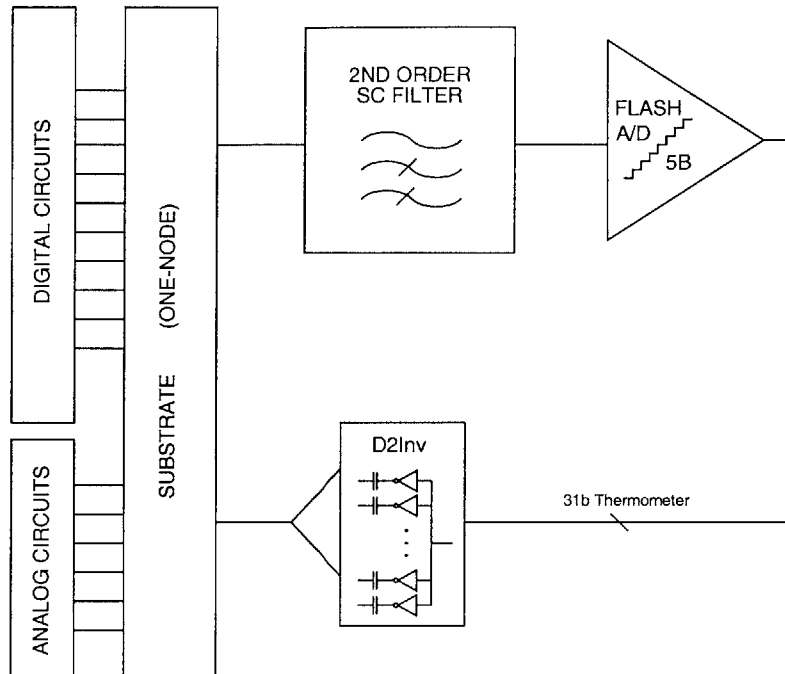 DIGITAL CIRCUITS
ANALOG CIRCUITS
SUBSTRATE (ONE-NODE)
2ND ORDER
SC FILTER
FLASH
A/D
5B
D2Inv
31b Thermometer